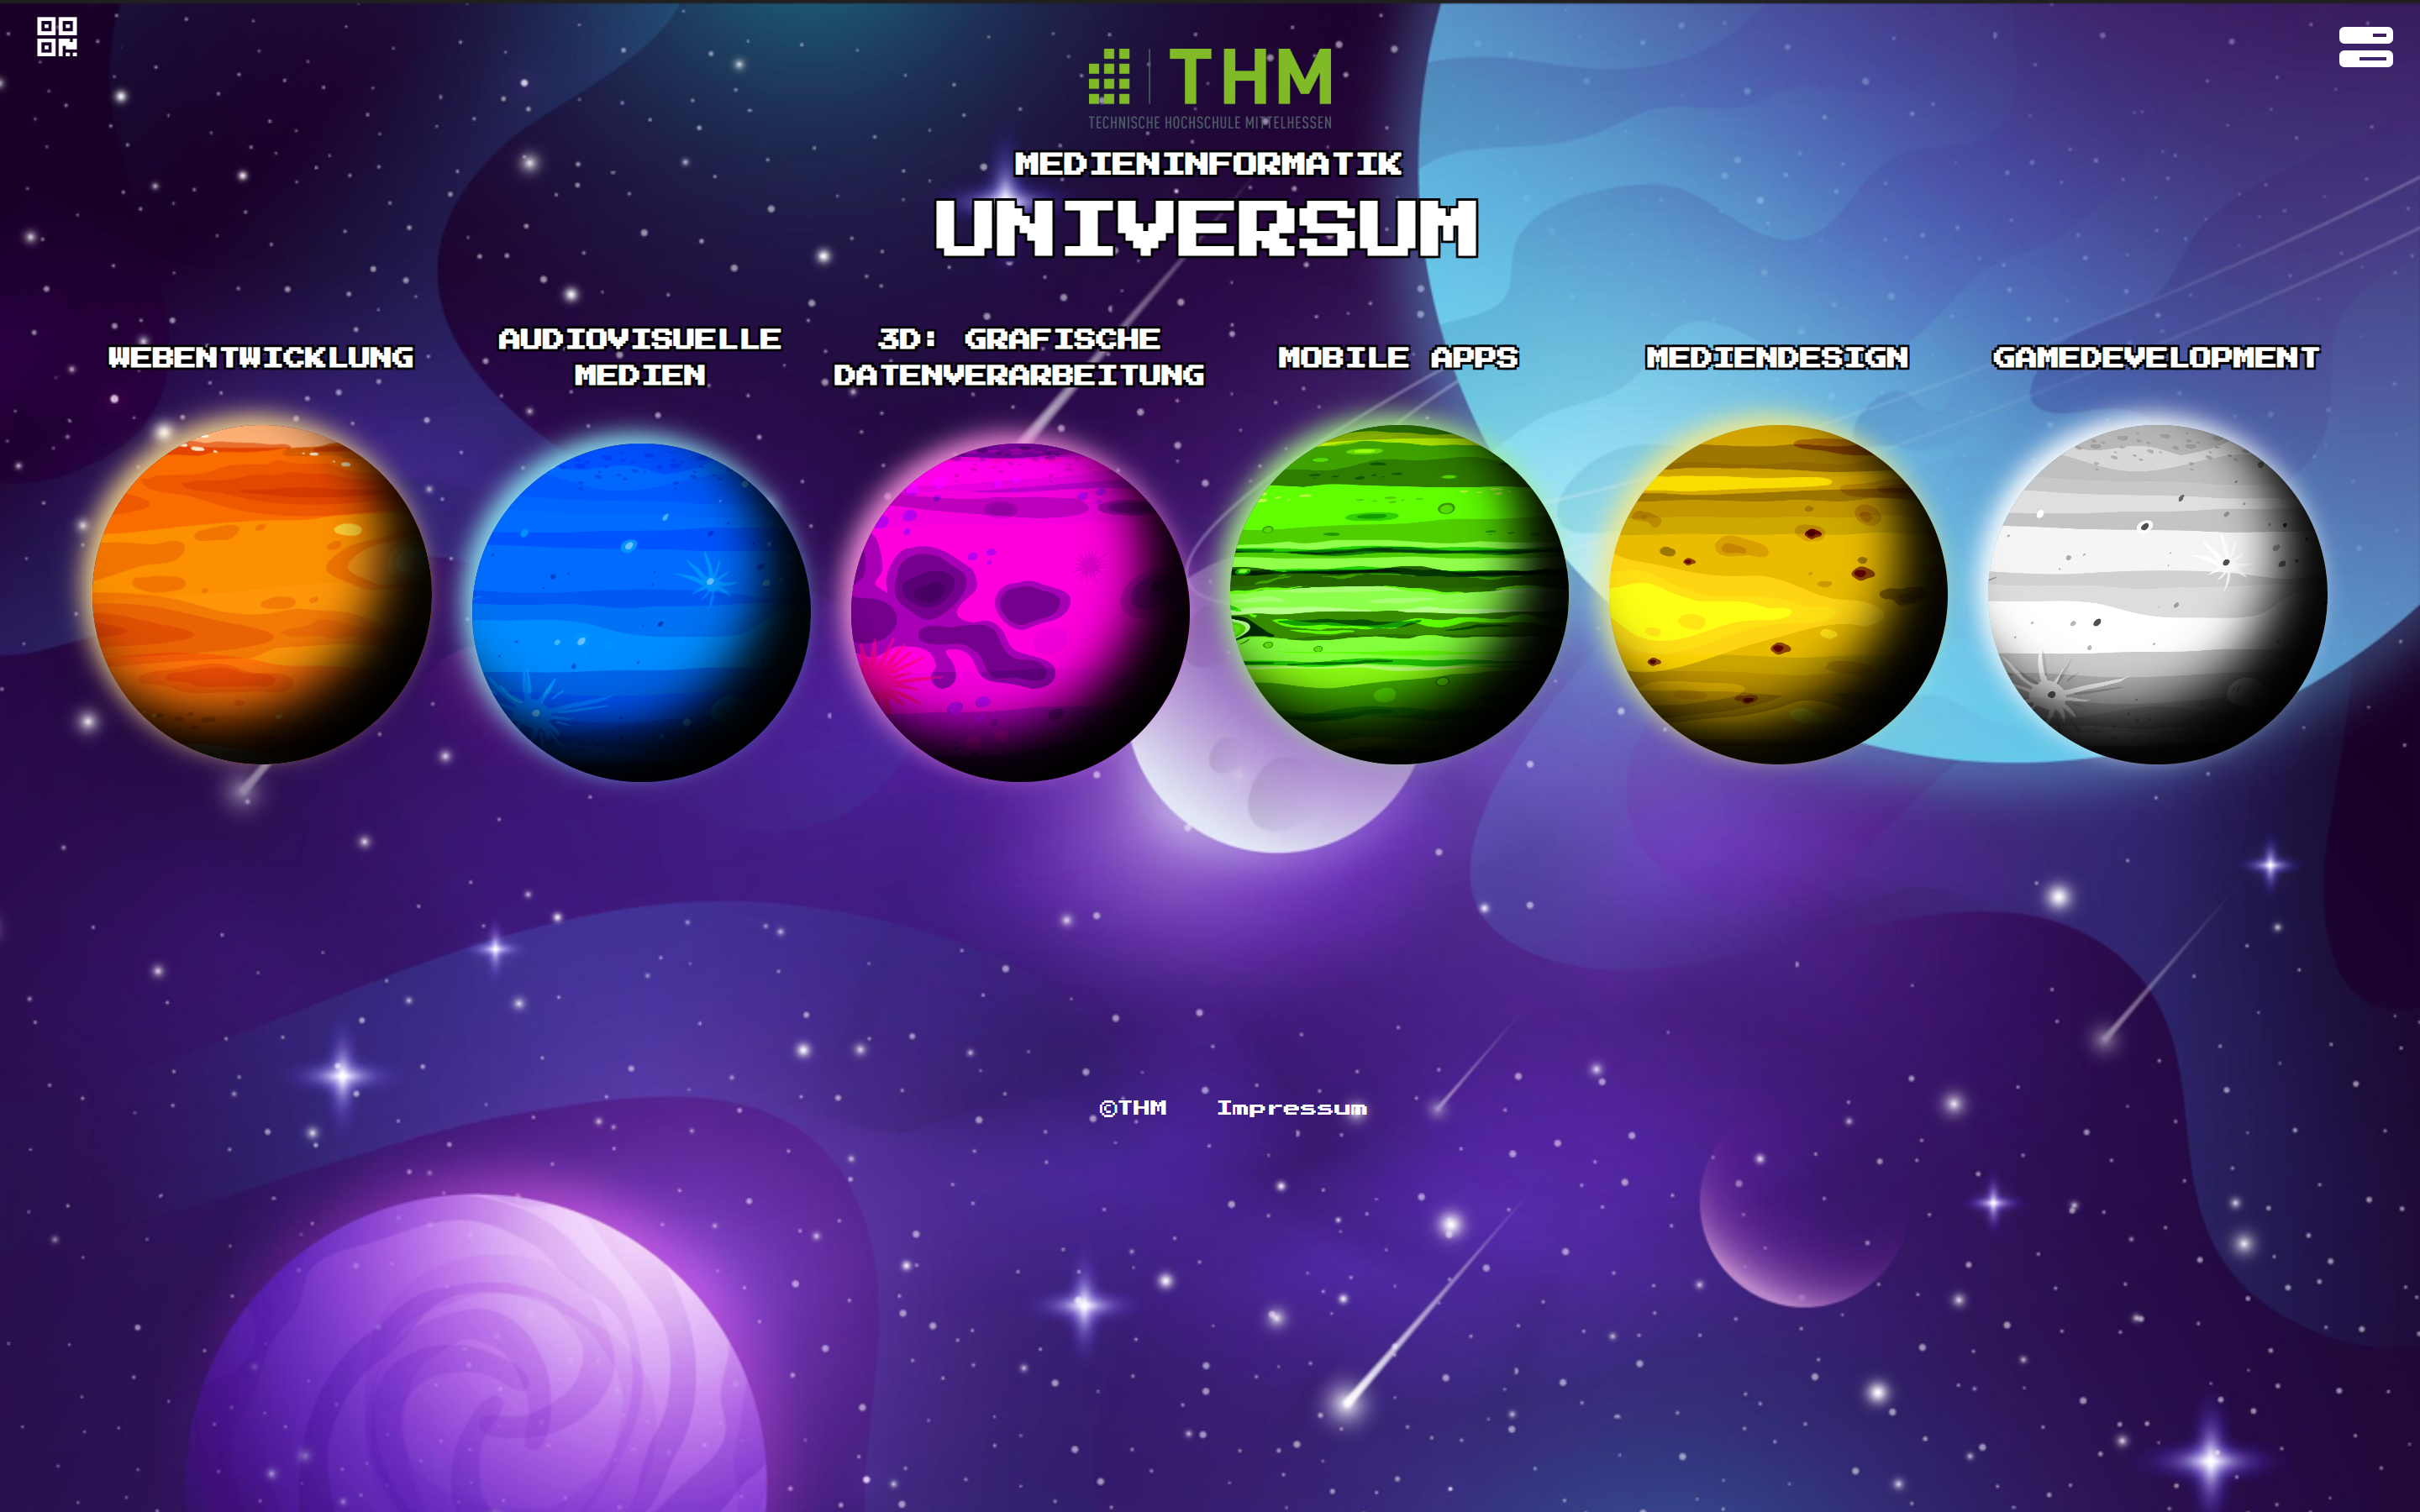 THM
TECHNISCHE HOCHSCHULE MITTELHESSEN
MEDIENINFORMATIK
UNIVERSUM
WEBENTWICKLUNG
AUDIOVISUELLE
MEDIEN
3D: GRAFISCHE
DATENVERARBEITUNG
MOBILE APPS
MEDIENDESIGN
GAMEDEVELOPMENT
©THM Impressum